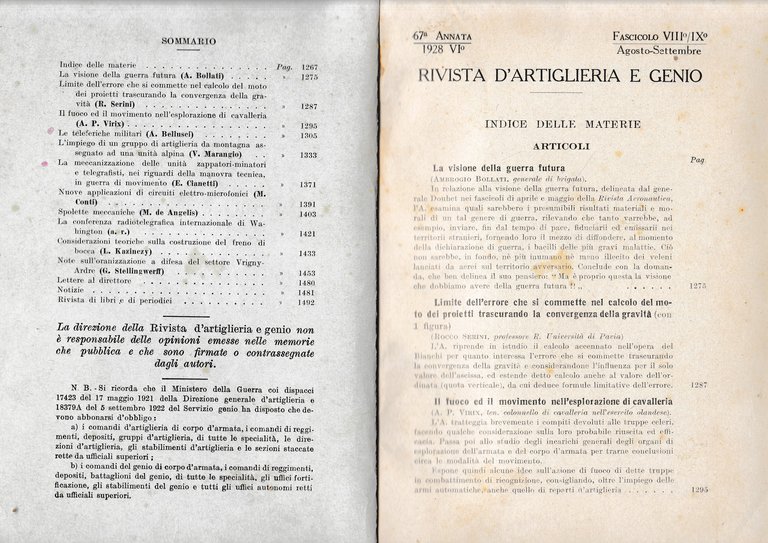 SOMMARIO
Indice delle materie . . . . . . . . . . . . . . Pag. 1267
La visione della guerra futura (A. Bollati) . . . . . » 1275
Limite dell'errore che si commette nel calcolo del moto
dei proietti trascurando la convergenza della gra-
vità (R. Serini) . . . . . . . . . . . . . . » 1287
Il fuoco ed il movimento nell'esplorazione di cavalleria
(A. P. Virix) . . . . . . . . . . . . . . . » 1295
Le teleferiche militari (A. Bellusci) . . . . . . . . » 1305
L'impiego di un gruppo di artiglieria da montagna as-
segnato ad una unità alpina (V. Marangio) . . » 1333
La meccanizzazione delle unità zappatori-minatori
e telegrafisti, nei riguardi della manovra tecnica,
in guerra di movimento (E. Cianetti) . . . . » 1371
Nuove applicazioni di circuiti elettro-microfonici (M.
Conti) . . . . . . . . . . . . . . . . . . » 1391
Spolette meccaniche (M. de Angelis) . . . . . . . » 1403
La conferenza radiotelegrafica internazionale di Wa-
hington (a. r.) . . . . . . . . . . . . . . » 1421
Considerazioni teoriche sulla costruzione del freno di
bocca (L. Kazinczy) . . . . . . . . . . . . » 1433
Note sull'oranizzazione a difesa del settore Vrigny-
Ardre (G. Stellingwerff) . . . . . . . . . . » 1453
Lettere al direttore . . . . . . . . . . . . . . » 1480
Notizie . . . . . . . . . . . . . . . . . . . » 1481
Rivista di libri e di periodici . . . . . . . . . . » 1492
La direzione della Rivista d'artiglieria e genio non
è responsabile delle opinioni emesse nelle memorie
che pubblica e che sono firmate o contrassegnate
dagli autori.
N. B. - Si ricorda che il Ministero della Guerra coi dispacci
17423 del 17 maggio 1921 della Direzione generale d'artiglieria e
18379A del 5 settembre 1922 del Servizio genio ha disposto che de-
vono abbonarsi d'obbligo :
a) i comandi d'artiglieria di corpo d'armata, i comandi di reggi-
menti, depositi, gruppi d'artiglieria, di tutte le specialità, le dire-
zioni d'artiglieria, gli stabilimenti d'artiglieria e le sezioni staccate
rette da ufficiali superiori ;
b) i comandi del genio di corpo d'armata, i comandi di reggimenti,
depositi, battaglioni del genio, di tutte le specialità, gli uffici forti-
ficazione, gli stabilimenti del genio e tutti gli uffici autonomi retti
da ufficiali superiori.
67a ANNATA
1928 VIo
FASCICOLO VIIIo/IXo
Agosto-Settembre
RIVISTA D'ARTIGLIERIA E GENIO
INDICE DELLE MATERIE
ARTICOLI
Pag.
La visione della guerra futura
(AMBROGIO BOLLATI, generale di brigata).
In relazione alla visione della guerra futura, delineata dal gene-
rale Douhet nei fascicoli di aprile e maggio della Rivista Aeronautica,
l'A. esamina quali sarebbero i presumibili risultati materiali e mo-
rali di un tal genere di guerra, rilevando che tanto varrebbe, ad
esempio, inviare, fin dal tempo di pace, fiduciari ed emissari nei
territori stranieri, fornendo loro il mezzo di diffondere, al momento
della dichiarazione di guerra, i bacilli delle più gravi malattie. Ciò
non sarebbe, in fondo, nè più inumano, nè meno illecito dei veleni
lanciati da aerei sul territorio avversario. Conclude con la doman-
da, che ben delinea il suo pensiero: "Ma è proprio questa la visione
che dobbiamo avere della guerra futura ?! „ . . . . . . . . . 1275
Limite dell'errore che si commette nel calcolo del mo-
to dei proietti trascurando la convergenza della gravità (con
1 figura)
(ROCCO SERINI, professore R. Università di Pavia)
L'A. riprende in istudio il calcolo accennato nell'opera del
Bianchi per quanto interessa l'errore che si commette trascurando
la convergenza della gravità e considerandone l'influenza per il solo
valore dell'ascissa, ed estende detto calcolo anche al valore dell'or-
dinata (quota verticale), da cui deduce formule limitative dell'errore. 1287
Il fuoco ed il movimento nell'esplorazione di cavalleria
(A. P. VIRIX, ten. colonnello di cavalleria nell'esercito olandese).
L'A. tratteggia brevemente i compiti devoluti alle truppe celeri,
facendo qualche considerazione sulla loro probabile riuscita ed effi-
cacia. Passa poi allo studio degli incarichi generali degli organi di
esplorazione dell'armata e del corpo d'armata per trarne conclusioni
circa le modalità del movimento.
Espone quindi alcune idee sull'azione di fuoco di dette truppe
in combattimento di ricognizione, consigliando, oltre l'impiego delle
armi automatiche, anche quello di reparti d'artiglieria . . . . . . 1295